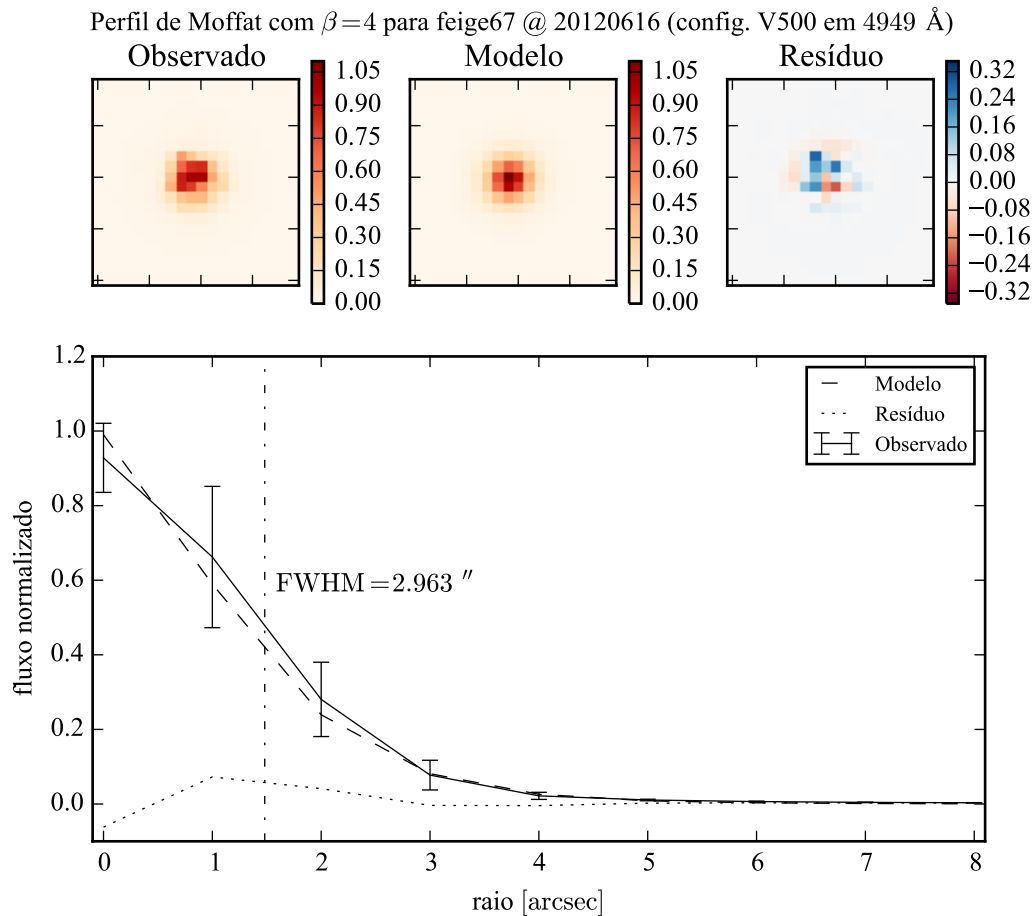 Perfil de Moffat com β=4 para feige67 @ 20120616 (config. V500 em 4949 Å)
Observado
Modelo
Resíduo
1.05
0.90
0.75
0.60
0.45
0.30
0.15
0.00
1.05
0.90
0.75
0.60
0.45
0.30
0.15
0.00
0.32
0.24
0.16
0.08
0.00
−0.08
−0.16
−0.24
−0.32
1.2
1.0
0.8
0.6
0.4
0.2
0.0
fluxo normalizado
Modelo
Resíduo
Observado
FWHM=2.963 ″
0 1 2 3 4 5 6 7 8
raio [arcsec]